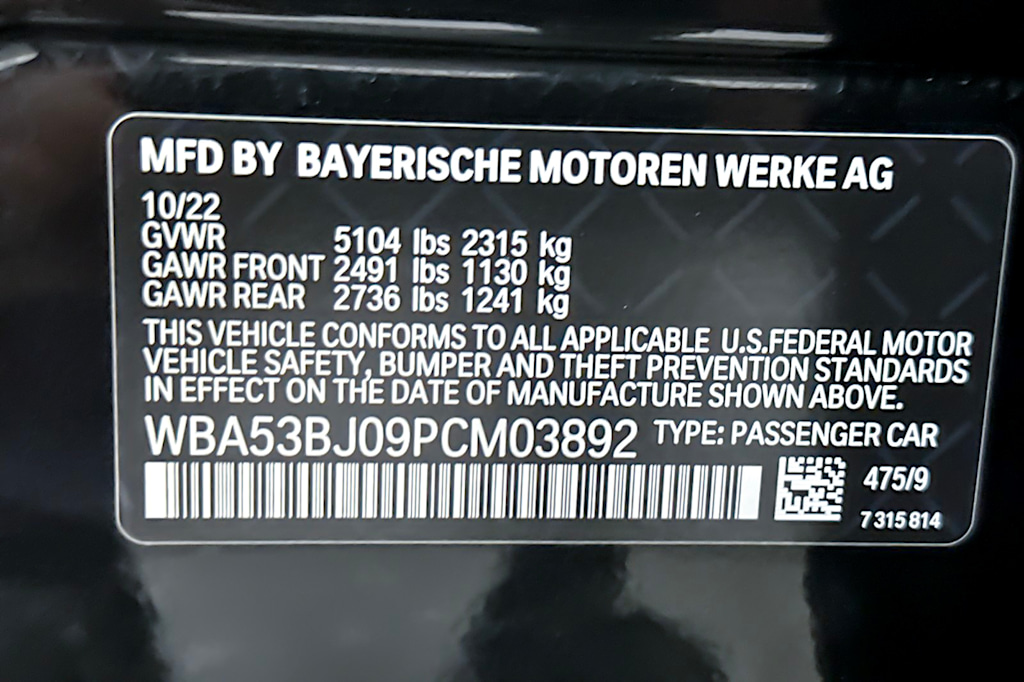 MFD BY BAYERISCHE MOTOREN WERKE AG
10/22
GVWR 5104 lbs 2315 kg
GAWR FRONT 2491 lbs 1130 kg
GAWR REAR 2736 lbs 1241 kg
THIS VEHICLE CONFORMS TO ALL APPLICABLE U.S.FEDERAL MOTOR
VEHICLE SAFETY, BUMPER AND THEFT PREVENTION STANDARDS
IN EFFECT ON THE DATE OF MANUFACTURE SHOWN ABOVE.
WBA53BJ09PCM03892 TYPE: PASSENGER CAR
475/9
7 315 814